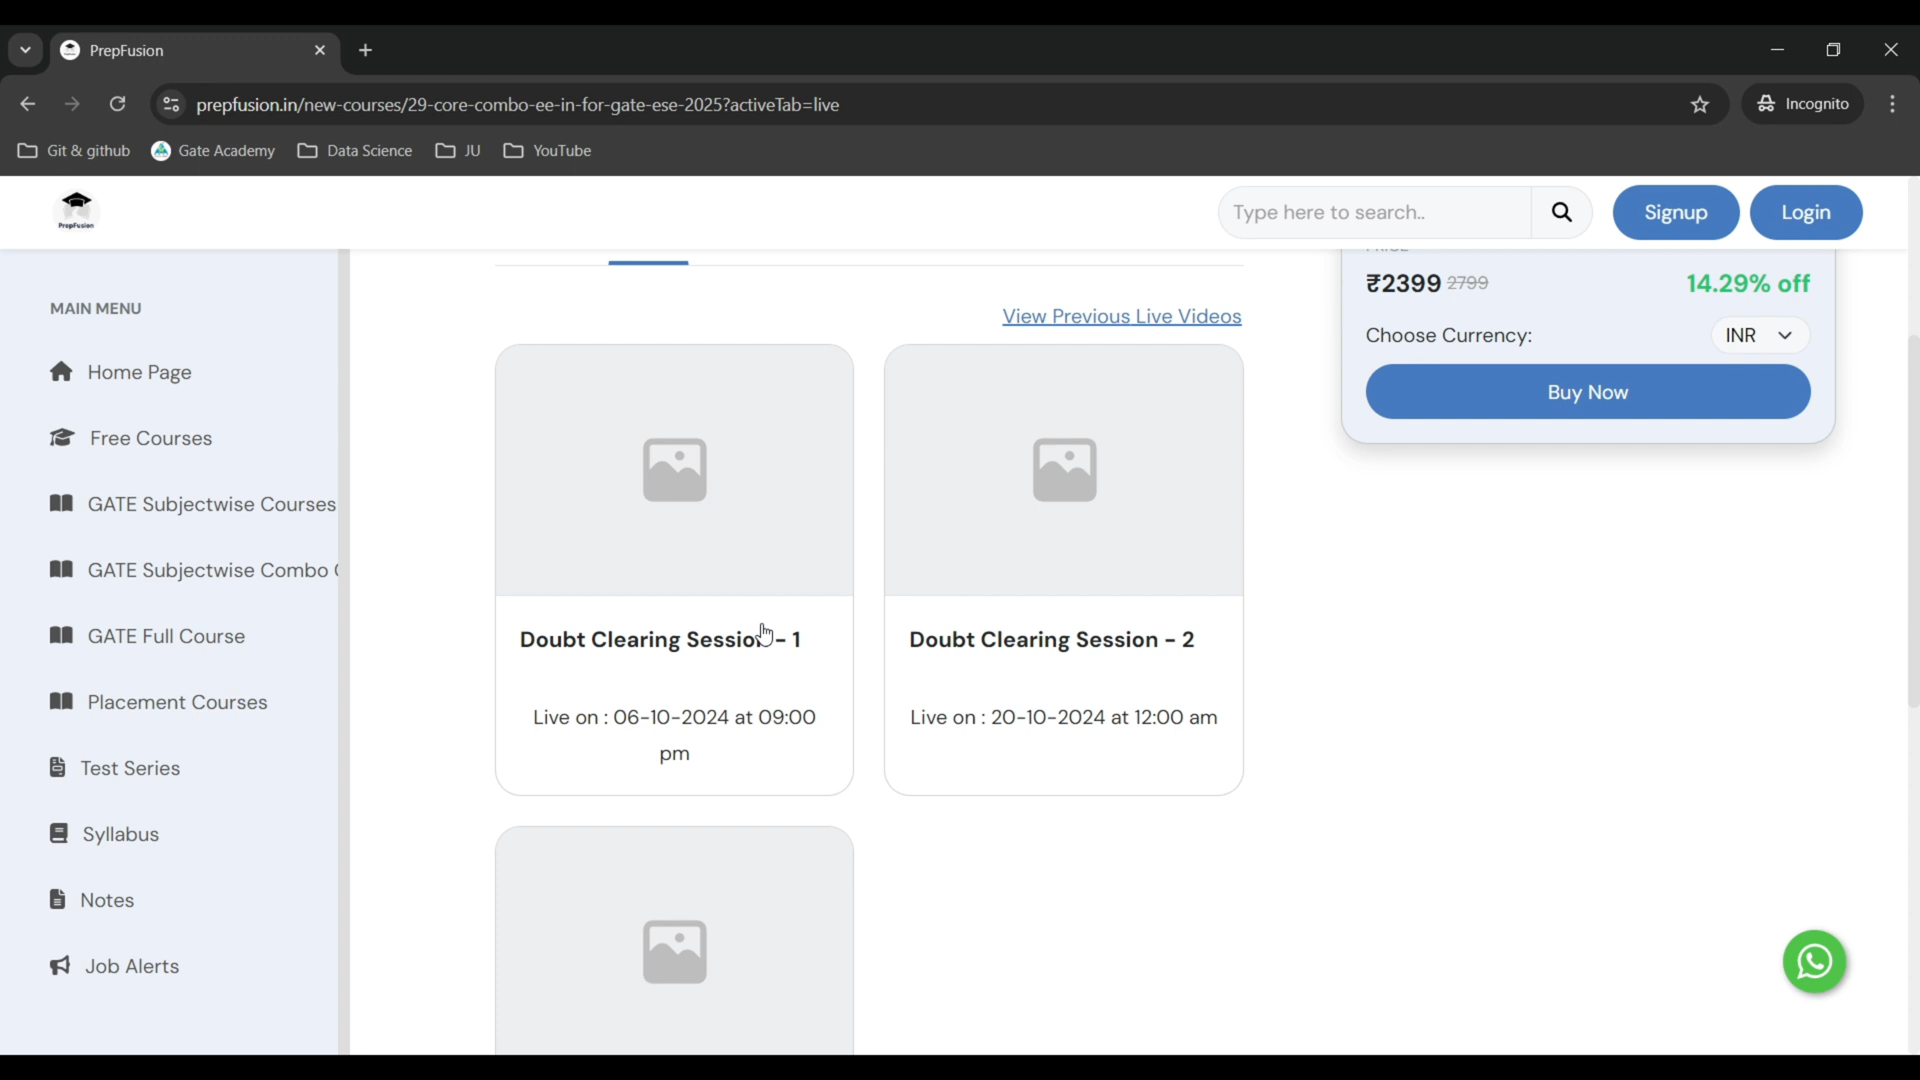 PrepFusion
prepfusion.in/new-courses/29-core-combo-ee-in-for-gate-ese-2025?activeTab=live
Incognito
Git & github
Gate Academy
Data Science
JU
YouTube
PrepFusion
Type here to search..
Signup
Login
MAIN MENU
Home Page
Free Courses
GATE Subjectwise Courses
GATE Subjectwise Combo
GATE Full Course
Placement Courses
Test Series
Syllabus
Notes
Job Alerts
View Previous Live Videos
Doubt Clearing Session - 1
Live on : 06-10-2024 at 09:00
pm
Doubt Clearing Session - 2
Live on : 20-10-2024 at 12:00 am
₹2399 2799
14.29% off
Choose Currency:
INR
Buy Now